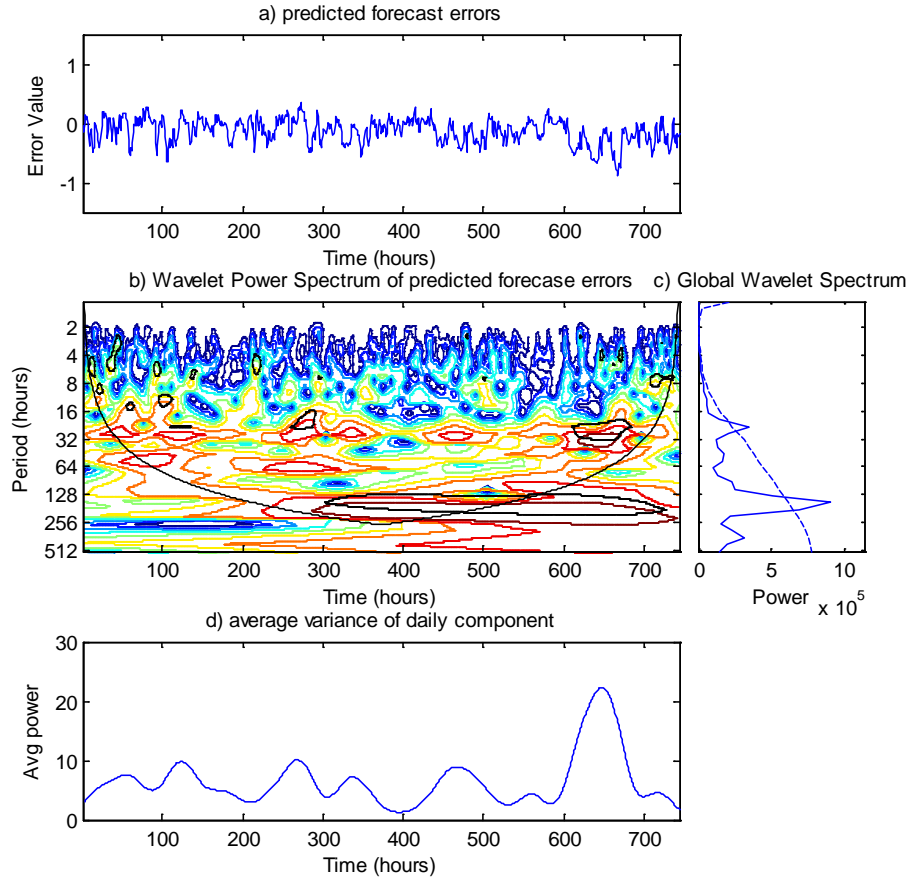 a) predicted forecast errors
1
0
-1
Error Value
100 200 300 400 500 600 700
Time (hours)
b) Wavelet Power Spectrum of predicted forecase errors
2
4
8
16
32
64
128
256
512
Period (hours)
100 200 300 400 500 600 700
Time (hours)
c) Global Wavelet Spectrum
0 5 10
Power
x 10^5
d) average variance of daily component
30
20
10
0
Avg power
100 200 300 400 500 600 700
Time (hours)